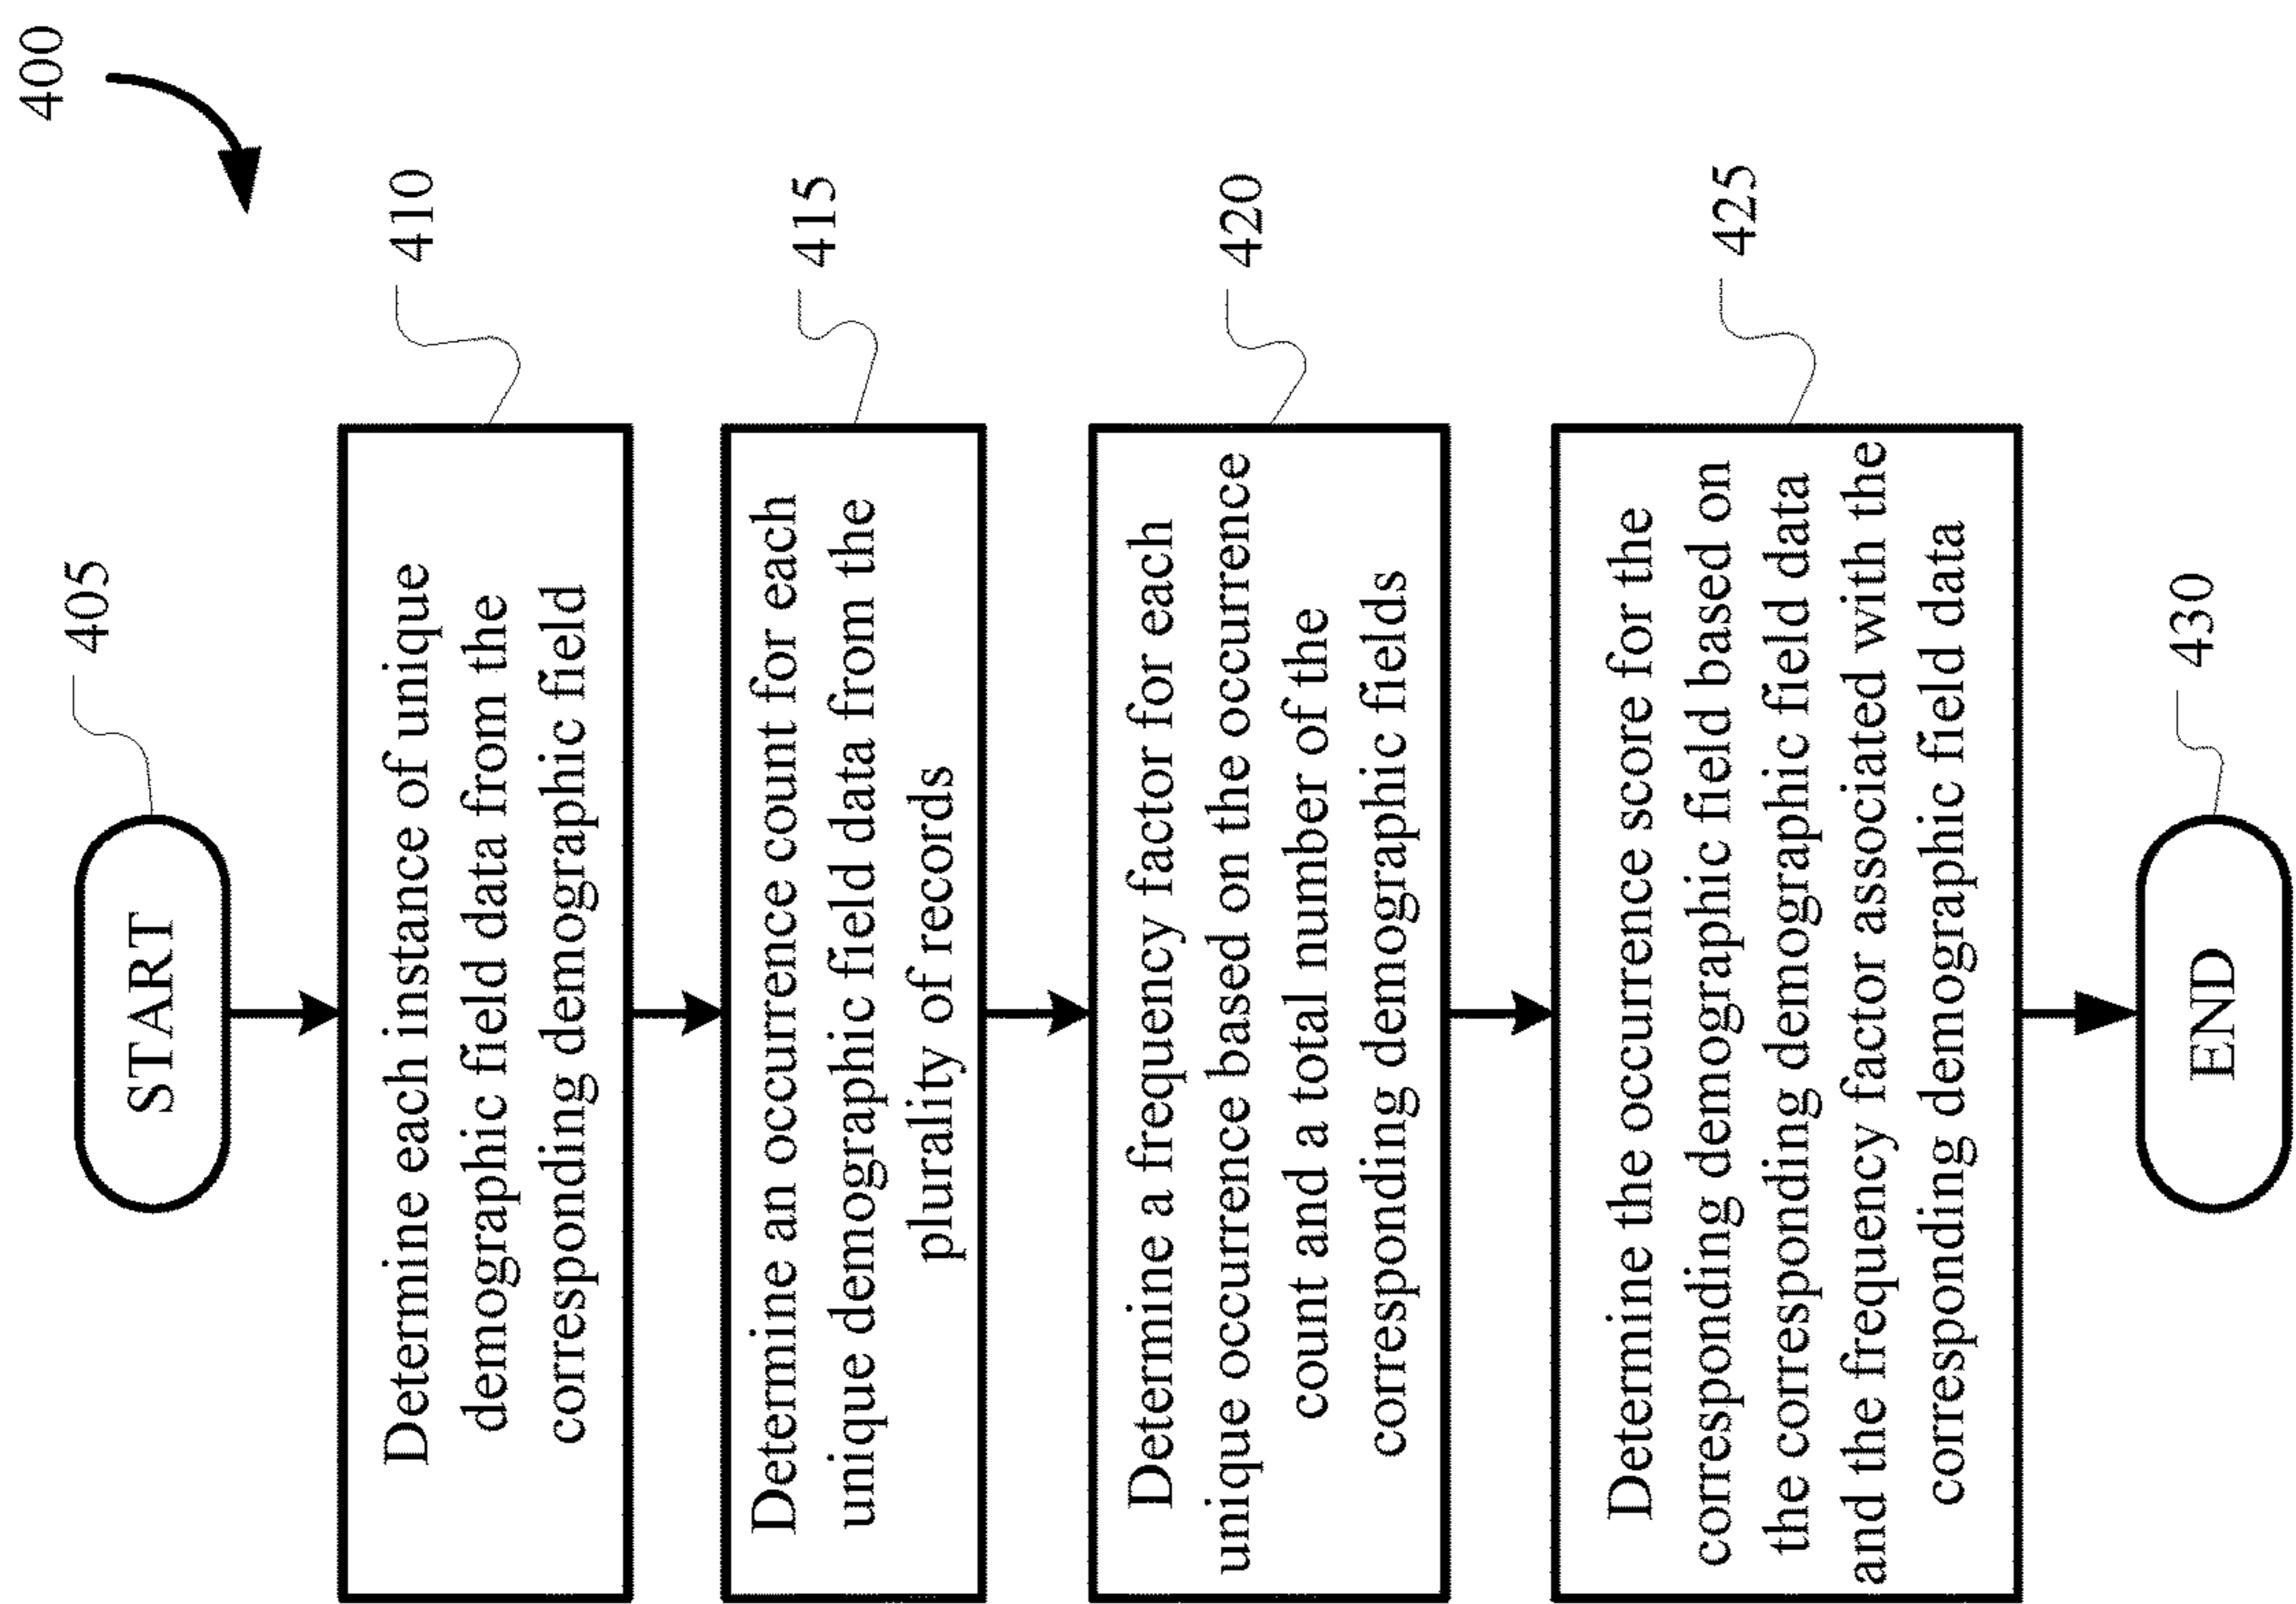 400
START
405
Determine each instance of unique
demographic field data from the
corresponding demographic field
410
Determine an occurrence count for each
unique demographic field data from the
plurality of records
415
Determine a frequency factor for each
unique occurrence based on the occurrence
count and a total number of the
corresponding demographic fields
420
Determine the occurrence score for the
corresponding demographic field based on
the corresponding demographic field data
and the frequency factor associated with the
corresponding demographic field data
425
END
430